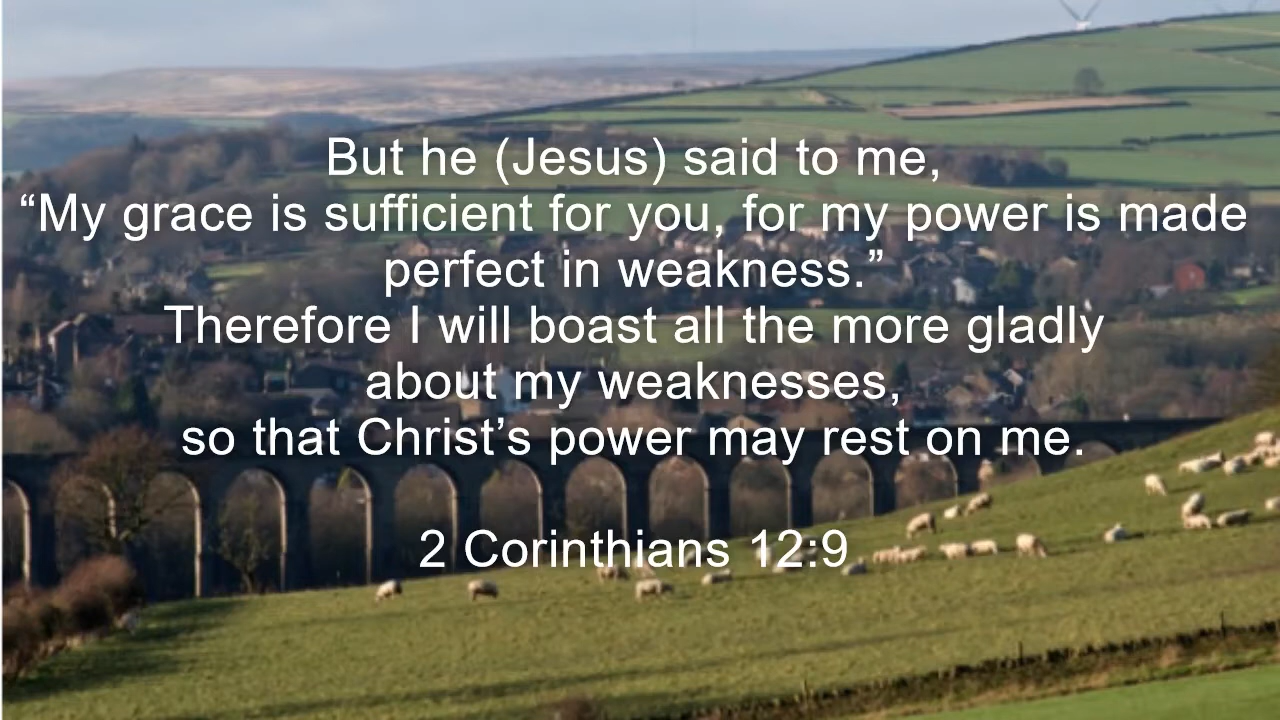 But he (Jesus) said to me,
“My grace is sufficient for you, for my power is made
perfect in weakness.”
Therefore I will boast all the more gladly
about my weaknesses,
so that Christ’s power may rest on me.
2 Corinthians 12:9